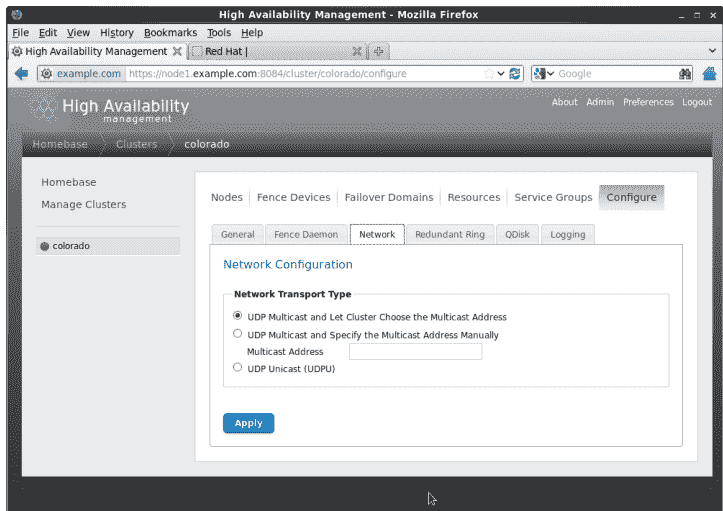 High Availability Management - Mozilla Firefox
File Edit View History Bookmarks Tools Help
High Availability Management Red Hat |
example.com https://node1.example.com:8084/cluster/colorado/configure Google
High Availability
management
About Admin Preferences Logout
Homebase Clusters colorado
Homebase
Manage Clusters
colorado
Nodes Fence Devices Failover Domains Resources Service Groups Configure
General Fence Daemon Network Redundant Ring QDisk Logging
Network Configuration
Network Transport Type
UDP Multicast and Let Cluster Choose the Multicast Address
UDP Multicast and Specify the Multicast Address Manually
Multicast Address
UDP Unicast (UDPU)
Apply